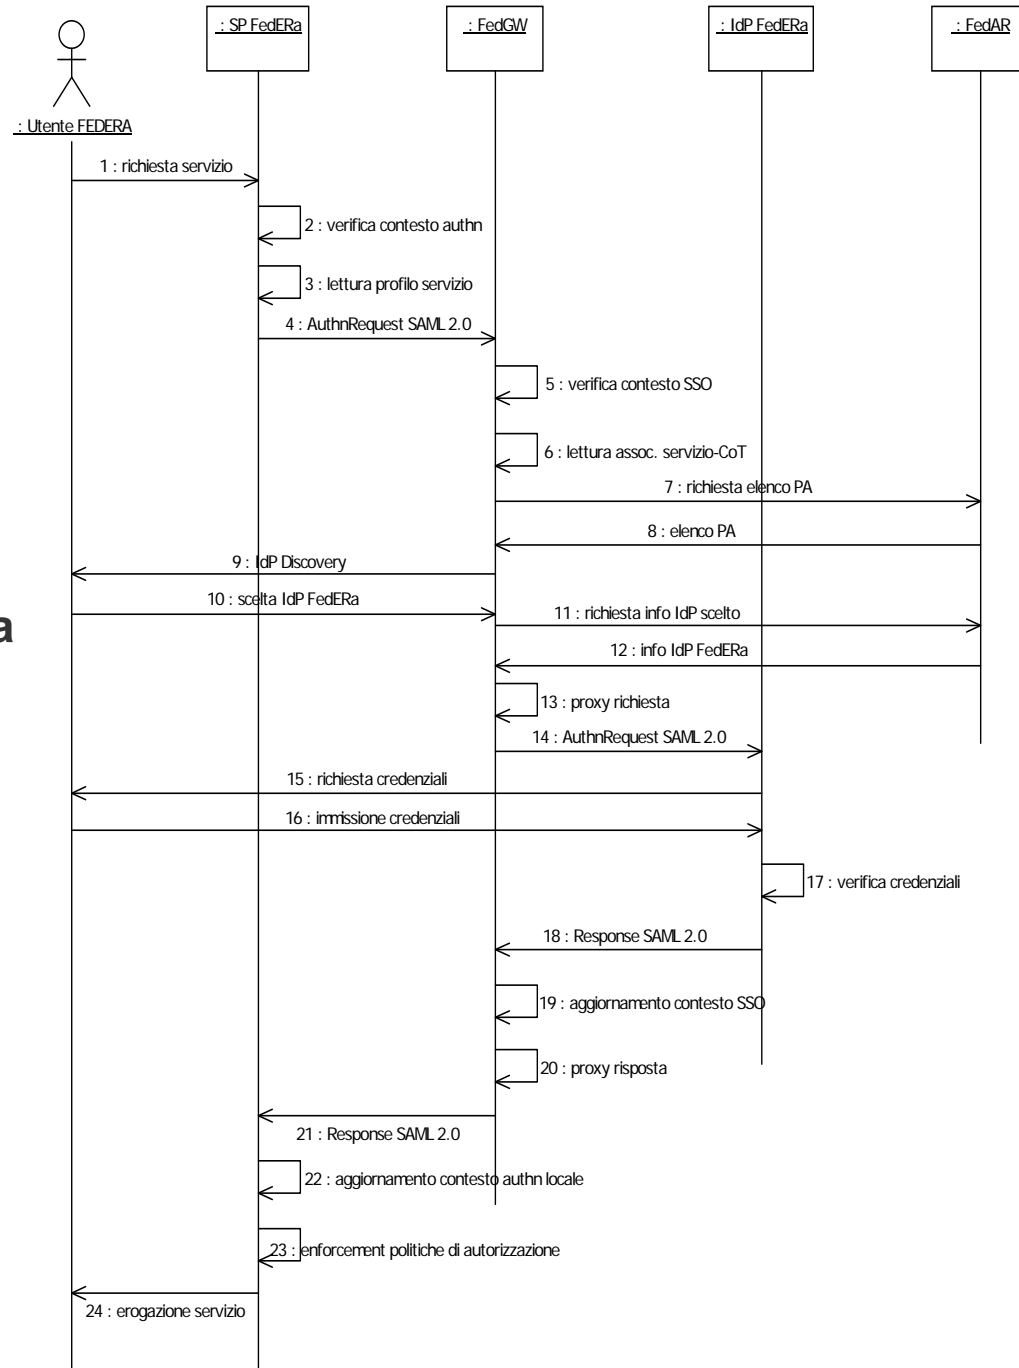 : SP FedERa
: FedGW
: IdP FedERa
: FedAR
: Utente FEDERA
1 : richiesta servizio
2 : verifica contesto authn
3 : lettura profilo servizio
4 : AuthnRequest SAML 2.0
5 : verifica contesto SSO
6 : lettura assoc. servizio-CoT
7 : richiesta elenco PA
8 : elenco PA
9 : IdP Discovery
10 : scelta IdP FedERa
a
11 : richiesta info IdP scelto
12 : info IdP FedERa
13 : proxy richiesta
14 : AuthnRequest SAML 2.0
15 : richiesta credenziali
16 : immissione credenziali
17 : verifica credenziali
18 : Response SAML 2.0
19 : aggiornamento contesto SSO
20 : proxy risposta
21 : Response SAML 2.0
22 : aggiornamento contesto authn locale
23 : enforcement politiche di autorizzazione
24 : erogazione servizio